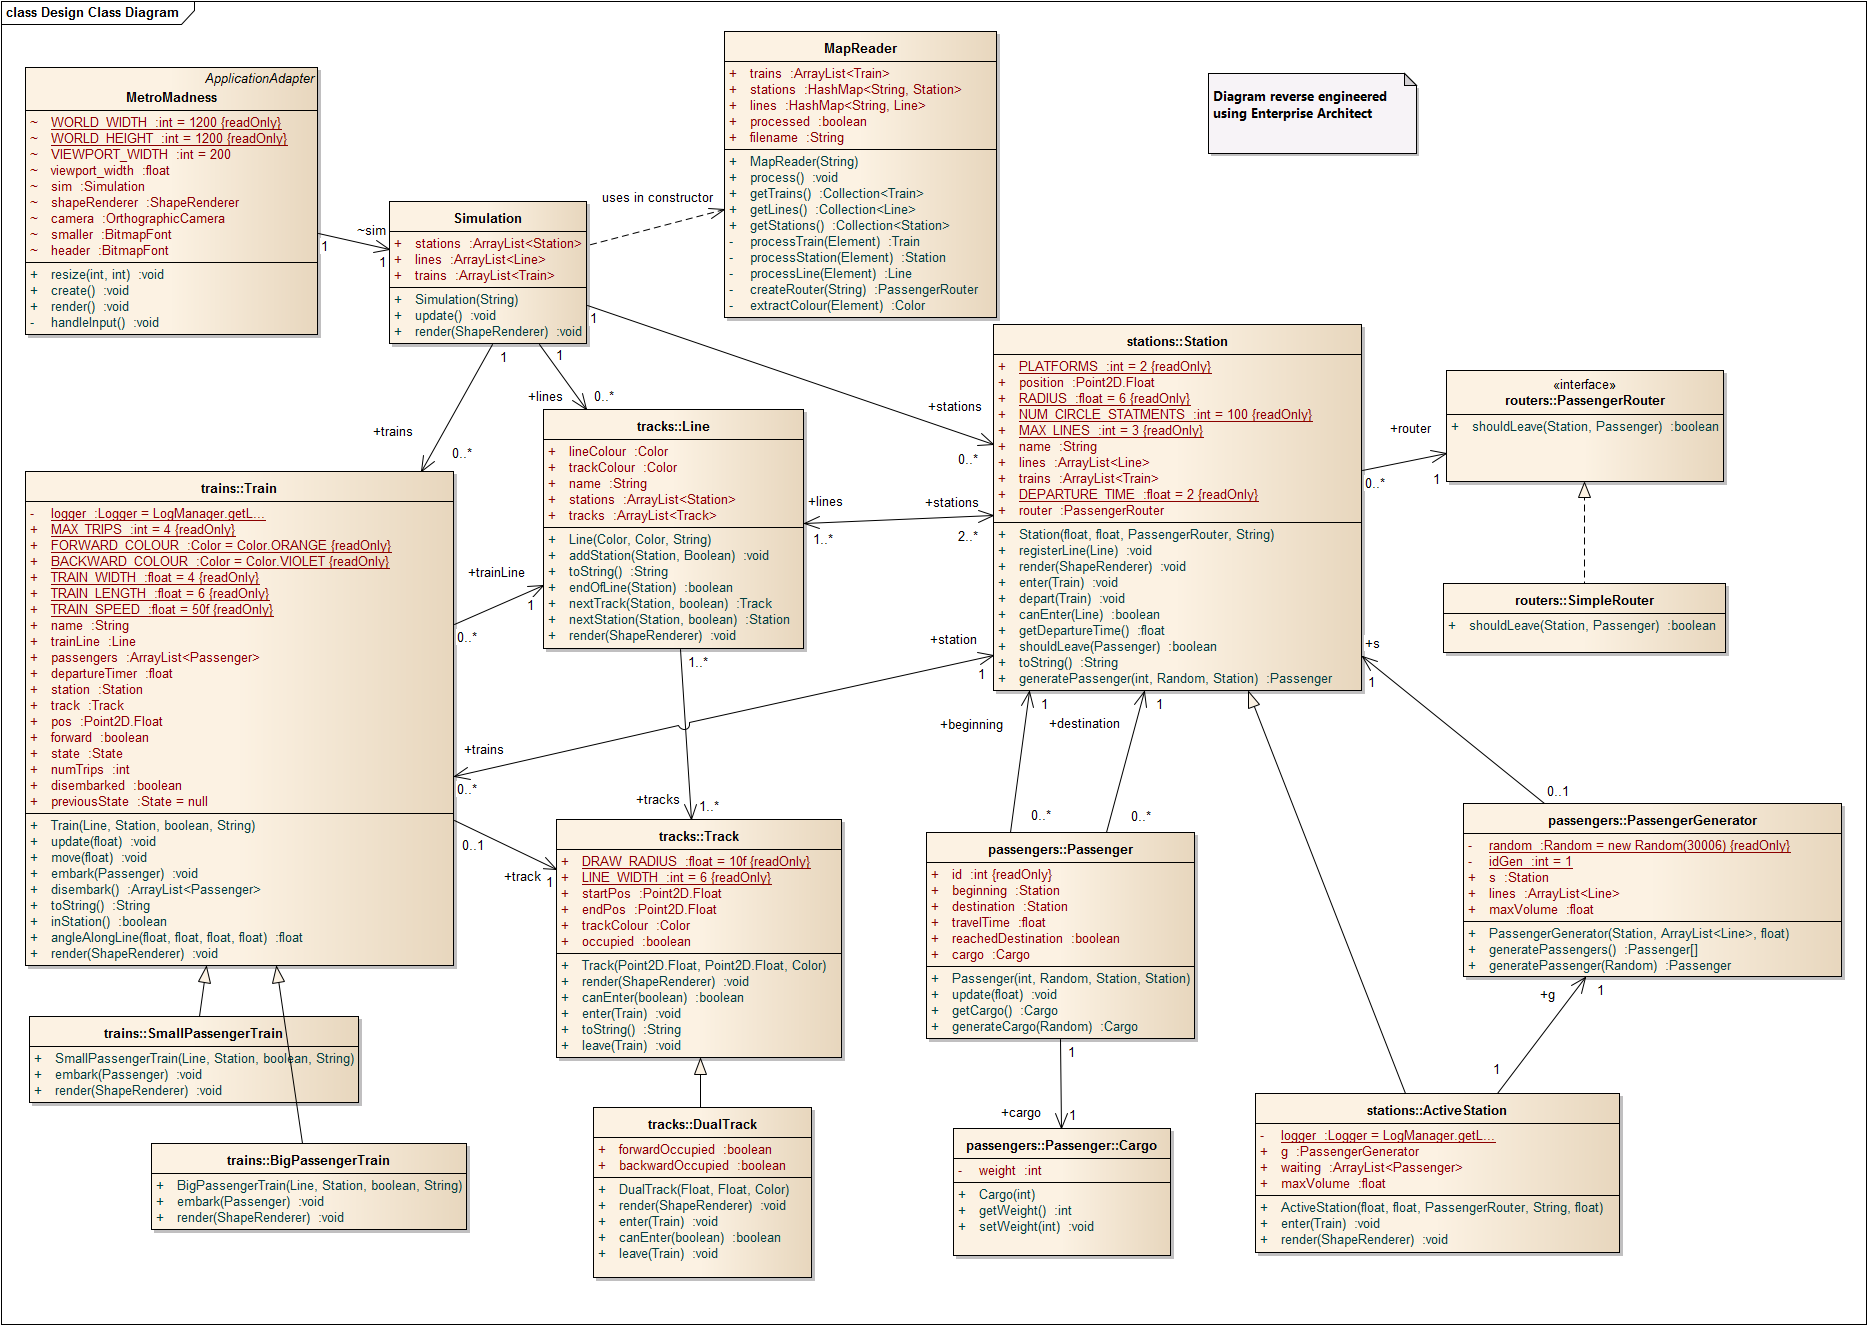 class Design Class Diagram
ApplicationAdapter
MetroMadness
~ WORLD_WIDTH :int = 1200 {readOnly}
~ WORLD_HEIGHT :int = 1200 {readOnly}
~ VIEWPORT_WIDTH :int = 200
~ viewport_width :float
~ sim :Simulation
~ shapeRenderer :ShapeRenderer
~ camera :OrthographicCamera
~ smaller :BitmapFont
~ header :BitmapFont
+ resize(int, int) :void
+ create() :void
+ render() :void
- handleInput() :void
1
~sim
1
Simulation
+ stations :ArrayList<Station>
+ lines :ArrayList<Line>
+ trains :ArrayList<Train>
+ Simulation(String)
+ update() :void
+ render(ShapeRenderer) :void
uses in constructor
MapReader
+ trains :ArrayList<Train>
+ stations :HashMap<String, Station>
+ lines :HashMap<String, Line>
+ processed :boolean
+ filename :String
+ MapReader(String)
+ process() :void
+ getTrains() :Collection<Train>
+ getLines() :Collection<Line>
+ getStations() :Collection<Station>
- processTrain(Element) :Train
- processStation(Element) :Station
- processLine(Element) :Line
- createRouter(String) :PassengerRouter
- extractColour(Element) :Color
Diagram reverse engineered
using Enterprise Architect
1
1
1
+trains
0..*
+lines
0..*
+stations
0..*
stations::Station
+ PLATFORMS :int = 2 {readOnly}
+ position :Point2D.Float
+ RADIUS :float = 6 {readOnly}
+ NUM_CIRCLE_STATMENTS :int = 100 {readOnly}
+ MAX_LINES :int = 3 {readOnly}
+ name :String
+ lines :ArrayList<Line>
+ trains :ArrayList<Train>
+ DEPARTURE_TIME :float = 2 {readOnly}
+ router :PassengerRouter
+ Station(float, float, PassengerRouter, String)
+ registerLine(Line) :void
+ render(ShapeRenderer) :void
+ enter(Train) :void
+ depart(Train) :void
+ canEnter(Line) :boolean
+ getDepartureTime() :float
+ shouldLeave(Passenger) :boolean
+ toString() :String
+ generatePassenger(int, Random, Station) :Passenger
+router
0..*
1
«interface»
routers::PassengerRouter
+ shouldLeave(Station, Passenger) :boolean
routers::SimpleRouter
+ shouldLeave(Station, Passenger) :boolean
tracks::Line
+ lineColour :Color
+ trackColour :Color
+ name :String
+ stations :ArrayList<Station>
+ tracks :ArrayList<Track>
+ Line(Color, Color, String)
+ addStation(Station, Boolean) :void
+ toString() :String
+ endOfLine(Station) :boolean
+ nextTrack(Station, boolean) :Track
+ nextStation(Station, boolean) :Station
+ render(ShapeRenderer) :void
+lines
1..*
+stations
2..*
trains::Train
- logger :Logger = LogManager.getL...
+ MAX_TRIPS :int = 4 {readOnly}
+ FORWARD_COLOUR :Color = Color.ORANGE {readOnly}
+ BACKWARD_COLOUR :Color = Color.VIOLET {readOnly}
+ TRAIN_WIDTH :float = 4 {readOnly}
+ TRAIN_LENGTH :float = 6 {readOnly}
+ TRAIN_SPEED :float = 50f {readOnly}
+ name :String
+ trainLine :Line
+ passengers :ArrayList<Passenger>
+ departureTimer :float
+ station :Station
+ track :Track
+ pos :Point2D.Float
+ forward :boolean
+ state :State
+ numTrips :int
+ disembarked :boolean
+ previousState :State = null
+ Train(Line, Station, boolean, String)
+ update(float) :void
+ move(float) :void
+ embark(Passenger) :void
+ disembark() :ArrayList<Passenger>
+ toString() :String
+ inStation() :boolean
+ angleAlongLine(float, float, float, float) :float
+ render(ShapeRenderer) :void
+trainLine
0..*
1
+station
1
+trains
0..*
0..1
+track
1
1..*
+tracks
1..*
tracks::Track
+ DRAW_RADIUS :float = 10f {readOnly}
+ LINE_WIDTH :int = 6 {readOnly}
+ startPos :Point2D.Float
+ endPos :Point2D.Float
+ trackColour :Color
+ occupied :boolean
+ Track(Point2D.Float, Point2D.Float, Color)
+ render(ShapeRenderer) :void
+ canEnter(boolean) :boolean
+ enter(Train) :void
+ toString() :String
+ leave(Train) :void
+beginning
1
0..*
+destination
1
0..*
passengers::Passenger
+ id :int {readOnly}
+ beginning :Station
+ destination :Station
+ travelTime :float
+ reachedDestination :boolean
+ cargo :Cargo
+ Passenger(int, Random, Station, Station)
+ update(float) :void
+ getCargo() :Cargo
+ generateCargo(Random) :Cargo
+s
1
0..1
passengers::PassengerGenerator
- random :Random = new Random(30006) {readOnly}
- idGen :int = 1
+ s :Station
+ lines :ArrayList<Line>
+ maxVolume :float
+ PassengerGenerator(Station, ArrayList<Line>, float)
+ generatePassengers() :Passenger[]
+ generatePassenger(Random) :Passenger
+g
1
1
trains::SmallPassengerTrain
+ SmallPassengerTrain(Line, Station, boolean, String)
+ embark(Passenger) :void
+ render(ShapeRenderer) :void
trains::BigPassengerTrain
+ BigPassengerTrain(Line, Station, boolean, String)
+ embark(Passenger) :void
+ render(ShapeRenderer) :void
tracks::DualTrack
+ forwardOccupied :boolean
+ backwardOccupied :boolean
+ DualTrack(Float, Float, Color)
+ render(ShapeRenderer) :void
+ enter(Train) :void
+ canEnter(boolean) :boolean
+ leave(Train) :void
1
+cargo
1
passengers::Passenger::Cargo
- weight :int
+ Cargo(int)
+ getWeight() :int
+ setWeight(int) :void
stations::ActiveStation
- logger :Logger = LogManager.getL...
+ g :PassengerGenerator
+ waiting :ArrayList<Passenger>
+ maxVolume :float
+ ActiveStation(float, float, PassengerRouter, String, float)
+ enter(Train) :void
+ render(ShapeRenderer) :void